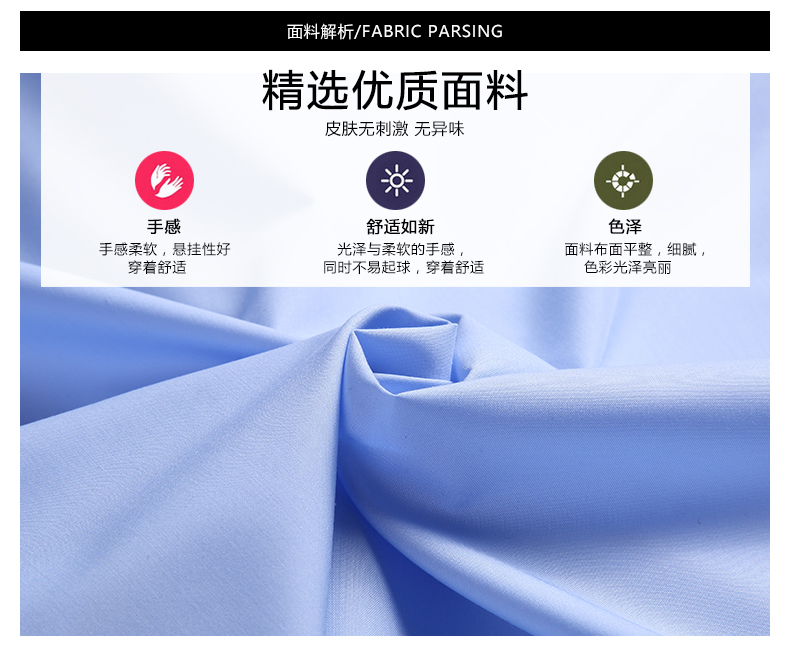 面料解析/FABRIC PARSING
精选优质面料
皮肤无刺激 无异味
手感
手感柔软，悬挂性好
穿着舒适
舒适如新
光泽与柔软的手感，
同时不易起球，穿着舒适
色泽
面料布面平整，细腻，
色彩光泽亮丽